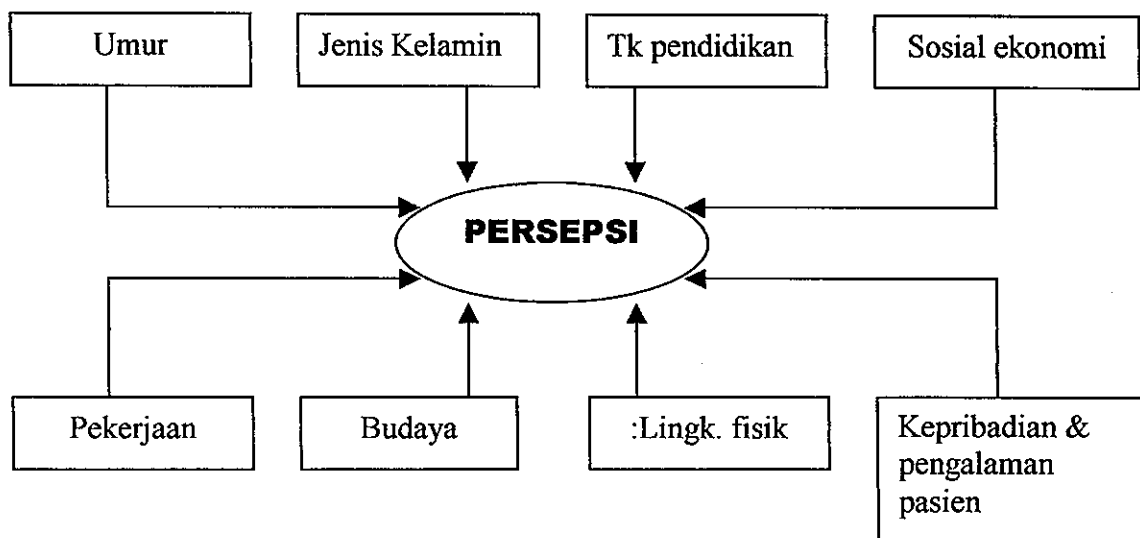 Umur
Jenis Kelamin
Tk pendidikan
Sosial ekonomi
PERSEPSI
Pekerjaan
Budaya
:Lingk. fisik
Kepribadian &
pengalaman
pasien